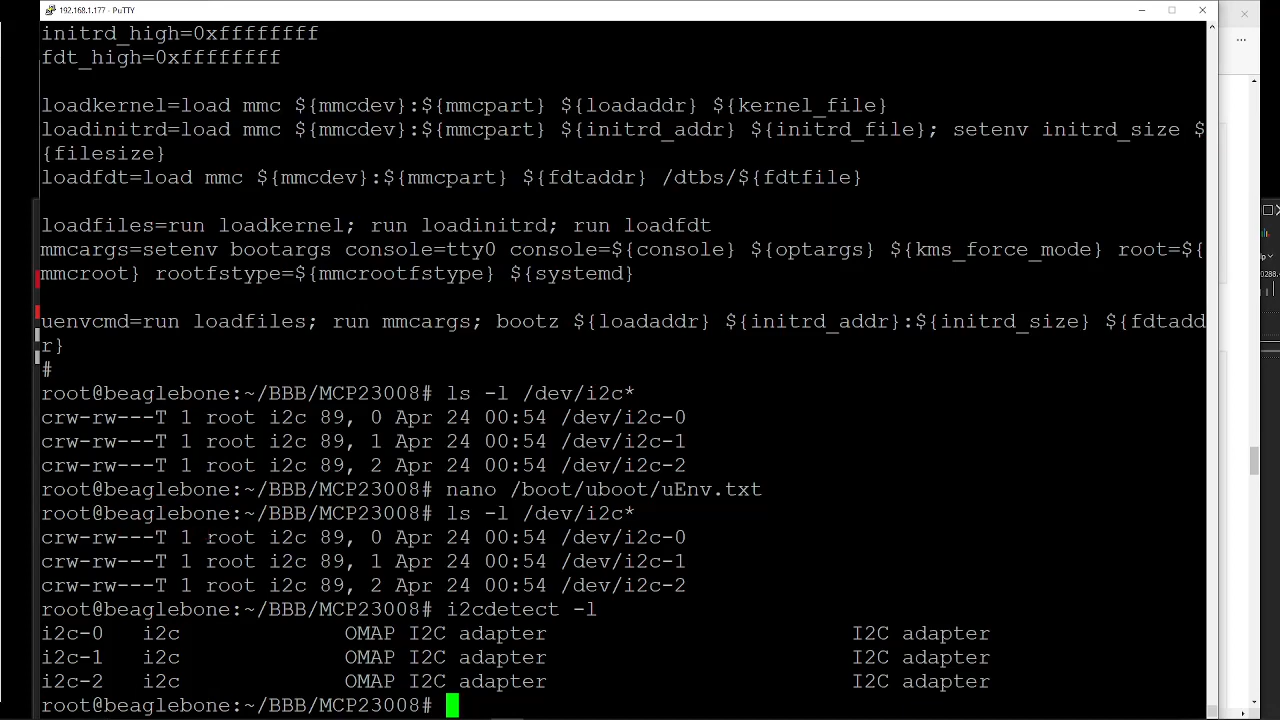 192.168.1.177 - PuTTY
initrd_high=0xffffffff
fdt_high=0xffffffff
loadkernel=load mmc ${mmcdev}:${mmcpart} ${loadaddr} ${kernel_file}
loadinitrd=load mmc ${mmcdev}:${mmcpart} ${initrd_addr} ${initrd_file}; setenv initrd_size $
{filesize}
loadfdt=load mmc ${mmcdev}:${mmcpart} ${fdtaddr} /dtbs/${fdtfile}
loadfiles=run loadkernel; run loadinitrd; run loadfdt
mmcargs=setenv bootargs console=tty0 console=${console} ${optargs} ${kms_force_mode} root=${
mmcroot} rootfstype=${mmcrootfstype} ${systemd}
uenvcmd=run loadfiles; run mmcargs; bootz ${loadaddr} ${initrd_addr}:${initrd_size} ${fdtadd
r}
#
root@beaglebone:~/BBB/MCP23008# ls -l /dev/i2c*
crw-rw---T 1 root i2c 89, 0 Apr 24 00:54 /dev/i2c-0
crw-rw---T 1 root i2c 89, 1 Apr 24 00:54 /dev/i2c-1
crw-rw---T 1 root i2c 89, 2 Apr 24 00:54 /dev/i2c-2
root@beaglebone:~/BBB/MCP23008# nano /boot/uboot/uEnv.txt
root@beaglebone:~/BBB/MCP23008# ls -l /dev/i2c*
crw-rw---T 1 root i2c 89, 0 Apr 24 00:54 /dev/i2c-0
crw-rw---T 1 root i2c 89, 1 Apr 24 00:54 /dev/i2c-1
crw-rw---T 1 root i2c 89, 2 Apr 24 00:54 /dev/i2c-2
root@beaglebone:~/BBB/MCP23008# i2cdetect -l
i2c-0 i2c OMAP I2C adapter I2C adapter
i2c-1 i2c OMAP I2C adapter I2C adapter
i2c-2 i2c OMAP I2C adapter I2C adapter
root@beaglebone:~/BBB/MCP23008#